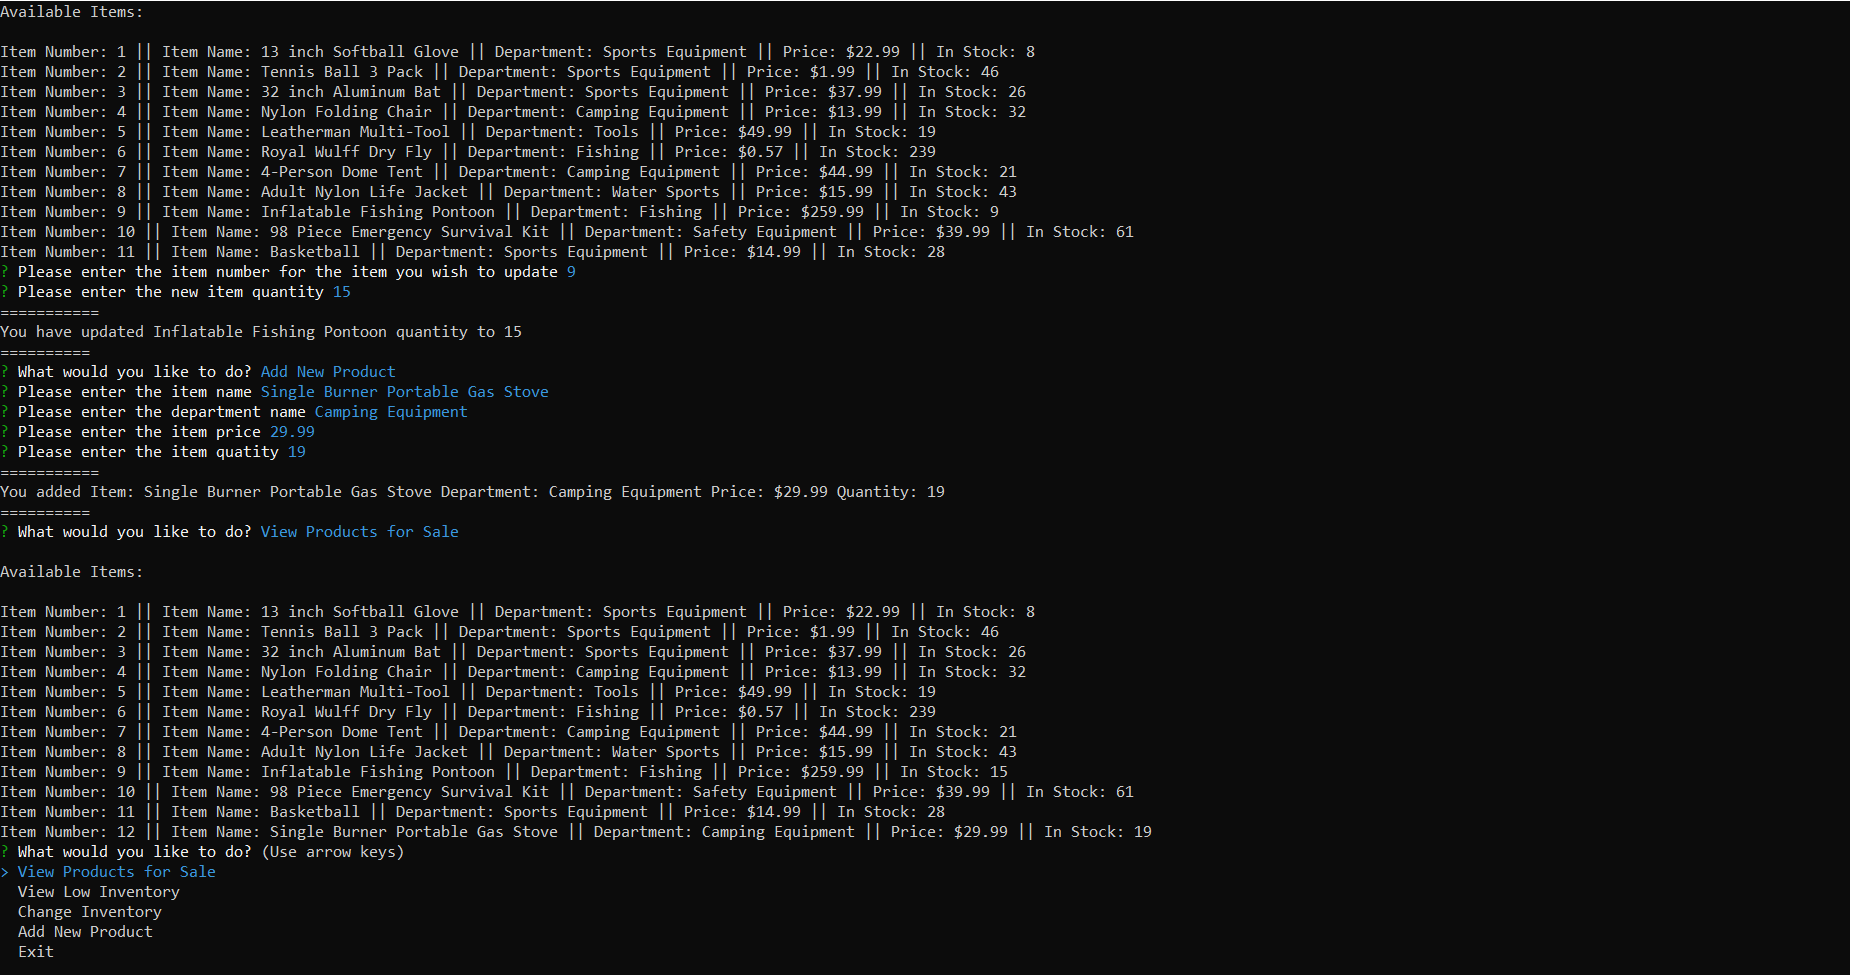 Available Items:
Item Number: 1 || Item Name: 13 inch Softball Glove || Department: Sports Equipment || Price: $22.99 || In Stock: 8
Item Number: 2 || Item Name: Tennis Ball 3 Pack || Department: Sports Equipment || Price: $1.99 || In Stock: 46
Item Number: 3 || Item Name: 32 inch Aluminum Bat || Department: Sports Equipment || Price: $37.99 || In Stock: 26
Item Number: 4 || Item Name: Nylon Folding Chair || Department: Camping Equipment || Price: $13.99 || In Stock: 32
Item Number: 5 || Item Name: Leatherman Multi-Tool || Department: Tools || Price: $49.99 || In Stock: 19
Item Number: 6 || Item Name: Royal Wulff Dry Fly || Department: Fishing || Price: $0.57 || In Stock: 239
Item Number: 7 || Item Name: 4-Person Dome Tent || Department: Camping Equipment || Price: $44.99 || In Stock: 21
Item Number: 8 || Item Name: Adult Nylon Life Jacket || Department: Water Sports || Price: $15.99 || In Stock: 43
Item Number: 9 || Item Name: Inflatable Fishing Pontoon || Department: Fishing || Price: $259.99 || In Stock: 9
Item Number: 10 || Item Name: 98 Piece Emergency Survival Kit || Department: Safety Equipment || Price: $39.99 || In Stock: 61
Item Number: 11 || Item Name: Basketball || Department: Sports Equipment || Price: $14.99 || In Stock: 28
? Please enter the item number for the item you wish to update 9
? Please enter the new item quantity 15
===========
You have updated Inflatable Fishing Pontoon quantity to 15
==========
? What would you like to do? Add New Product
? Please enter the item name Single Burner Portable Gas Stove
? Please enter the department name Camping Equipment
? Please enter the item price 29.99
? Please enter the item quatity 19
===========
You added Item: Single Burner Portable Gas Stove Department: Camping Equipment Price: $29.99 Quantity: 19
==========
? What would you like to do? View Products for Sale
Available Items:
Item Number: 1 || Item Name: 13 inch Softball Glove || Department: Sports Equipment || Price: $22.99 || In Stock: 8
Item Number: 2 || Item Name: Tennis Ball 3 Pack || Department: Sports Equipment || Price: $1.99 || In Stock: 46
Item Number: 3 || Item Name: 32 inch Aluminum Bat || Department: Sports Equipment || Price: $37.99 || In Stock: 26
Item Number: 4 || Item Name: Nylon Folding Chair || Department: Camping Equipment || Price: $13.99 || In Stock: 32
Item Number: 5 || Item Name: Leatherman Multi-Tool || Department: Tools || Price: $49.99 || In Stock: 19
Item Number: 6 || Item Name: Royal Wulff Dry Fly || Department: Fishing || Price: $0.57 || In Stock: 239
Item Number: 7 || Item Name: 4-Person Dome Tent || Department: Camping Equipment || Price: $44.99 || In Stock: 21
Item Number: 8 || Item Name: Adult Nylon Life Jacket || Department: Water Sports || Price: $15.99 || In Stock: 43
Item Number: 9 || Item Name: Inflatable Fishing Pontoon || Department: Fishing || Price: $259.99 || In Stock: 15
Item Number: 10 || Item Name: 98 Piece Emergency Survival Kit || Department: Safety Equipment || Price: $39.99 || In Stock: 61
Item Number: 11 || Item Name: Basketball || Department: Sports Equipment || Price: $14.99 || In Stock: 28
Item Number: 12 || Item Name: Single Burner Portable Gas Stove || Department: Camping Equipment || Price: $29.99 || In Stock: 19
? What would you like to do? (Use arrow keys)
> View Products for Sale
View Low Inventory
Change Inventory
Add New Product
Exit